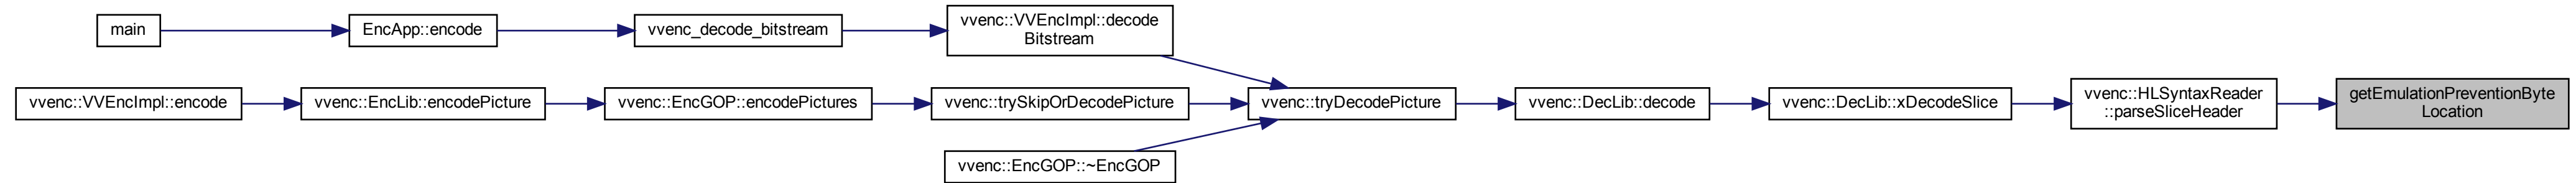 main
EncApp::encode
vvenc_decode_bitstream
vvenc::VVEncImpl::decode
Bitstream
vvenc::VVEncImpl::encode
vvenc::EncLib::encodePicture
vvenc::EncGOP::encodePictures
vvenc::trySkipOrDecodePicture
vvenc::tryDecodePicture
vvenc::DecLib::decode
vvenc::DecLib::xDecodeSlice
vvenc::HLSyntaxReader
::parseSliceHeader
getEmulationPreventionByte
Location
vvenc::EncGOP::~EncGOP